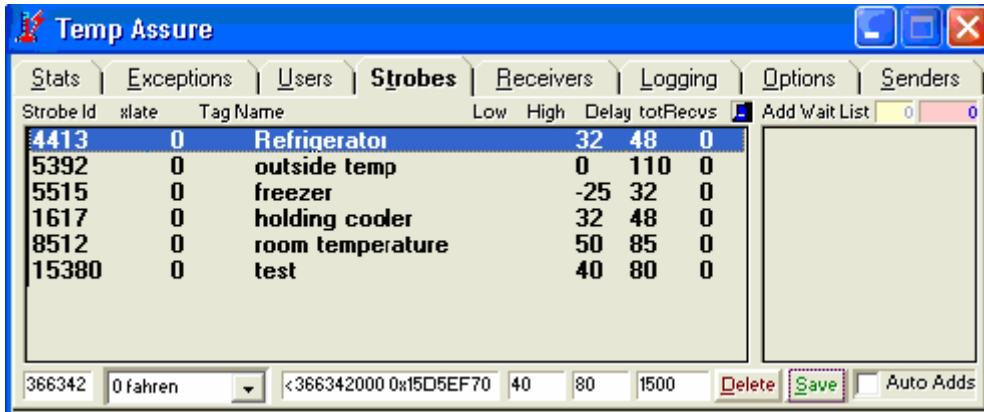 Temp Assure
Stats Exceptions Users Strobes Receivers Logging Options Senders
Strobe Id xlate Tag Name Low High Delay totRecvs Add Wait List 0 0
4413 0 Refrigerator 32 48 0
5392 0 outside temp 0 110 0
5515 0 freezer -25 32 0
1617 0 holding cooler 32 48 0
8512 0 room temperature 50 85 0
15380 0 test 40 80 0
366342 0 fahren <366342000 0x15D5EF70 40 80 1500 Delete Save Auto Adds